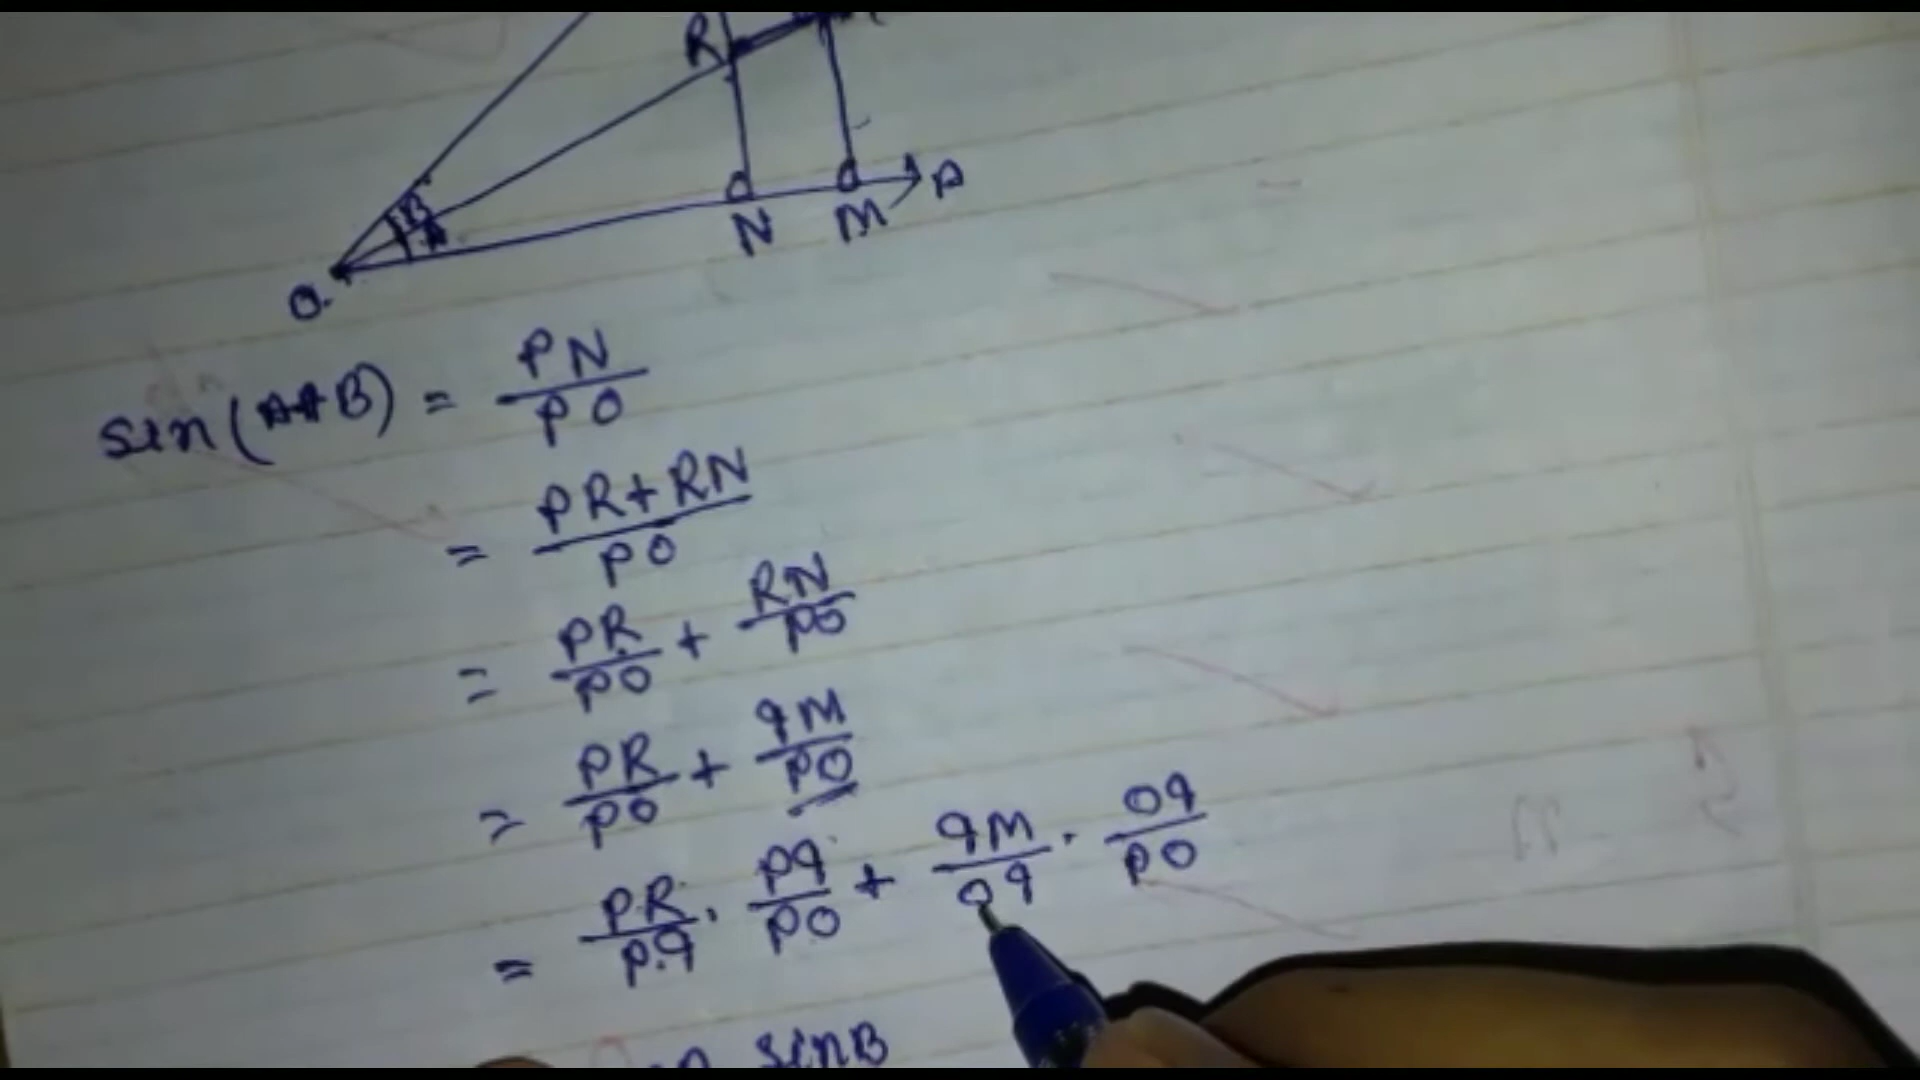 R
B
A
N M A
O
sin(A+B) = PN/PO
= PR+RN/PO
= PR/PO + RN/PO
= PR/PO + qM/PO
= PR/Pq . Pq/PO + qM/Oq . Oq/PO
sinB